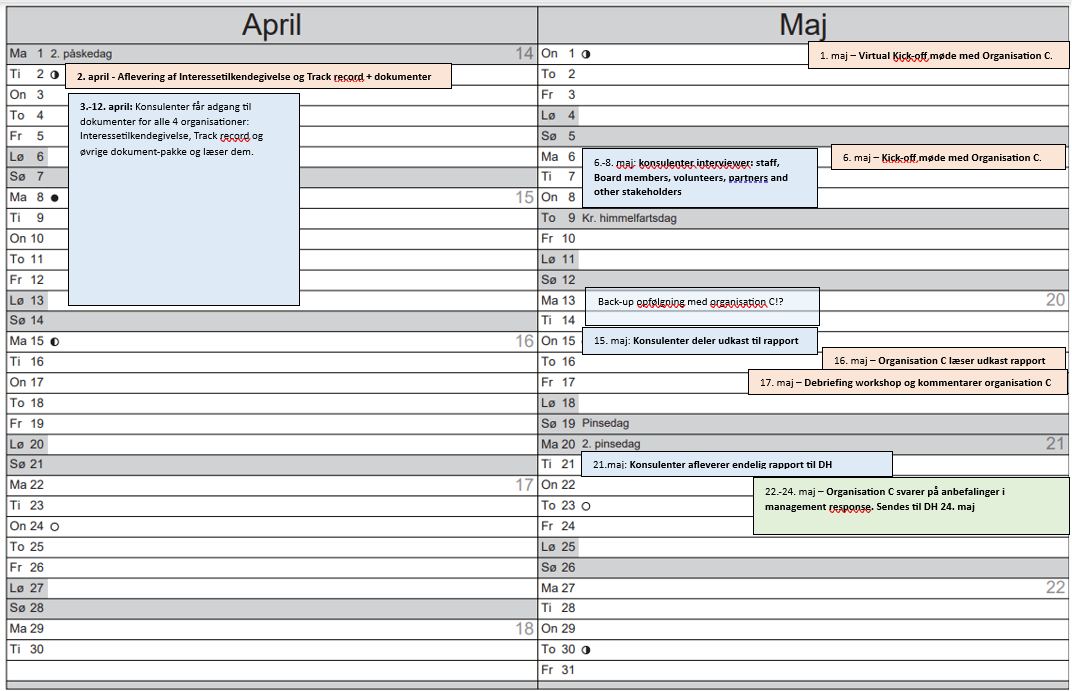 April
Ma 1 2. påskedag 14
Ti 2
2. april - Aflevering af Interessetilkendegivelse og Track record + dokumenter
On 3
To 4
Fr 5
Lø 6
Sø 7
Ma 8 15
Ti 9
On 10
To 11
Fr 12
Lø 13
Sø 14
Ma 15 16
Ti 16
On 17
To 18
Fr 19
Lø 20
Sø 21
Ma 22 17
Ti 23
On 24
To 25
Fr 26
Lø 27
Sø 28
Ma 29 18
Ti 30
3.-12. april: Konsulenter får adgang til
dokumenter for alle 4 organisationer:
Interessetilkendegivelse, Track record og
øvrige dokument-pakke og læser dem.
Maj
On 1
1. maj – Virtual Kick-off møde med Organisation C.
To 2
Fr 3
Lø 4
Sø 5
Ma 6
6. maj – Kick-off møde med Organisation C.
Ti 7
On 8
6.-8. maj: konsulenter interviewer: staff,
Board members, volunteers, partners and
other stakeholders
To 9 Kr. himmelfartsdag
Fr 10
Lø 11
Sø 12
Ma 13 20
Back-up opfølgning med organisation C!?
Ti 14
On 15
15. maj: Konsulenter deler udkast til rapport
To 16
16. maj – Organisation C læser udkast rapport
Fr 17
17. maj – Debriefing workshop og kommentarer organisation C
Lø 18
Sø 19 Pinsedag
Ma 20 2. pinsedag 21
Ti 21
21.maj: Konsulenter afleverer endelig rapport til DH
On 22
22.-24. maj – Organisation C svarer på anbefalinger i
management response. Sendes til DH 24. maj
To 23
Fr 24
Lø 25
Sø 26
Ma 27 22
Ti 28
On 29
To 30
Fr 31